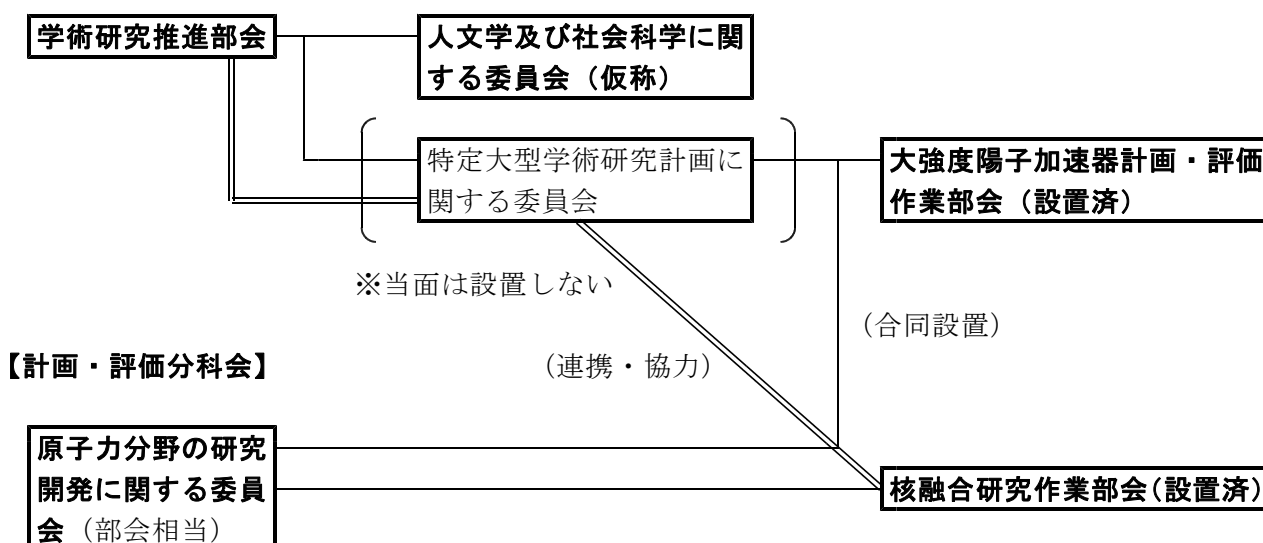 学術研究推進部会
人文学及び社会科学に関
する委員会（仮称）
特定大型学術研究計画に
関する委員会
大強度陽子加速器計画・評価
作業部会（設置済）
※当面は設置しない
（合同設置）
【計画・評価分科会】
（連携・協力）
原子力分野の研究
開発に関する委員
会（部会相当）
核融合研究作業部会（設置済）